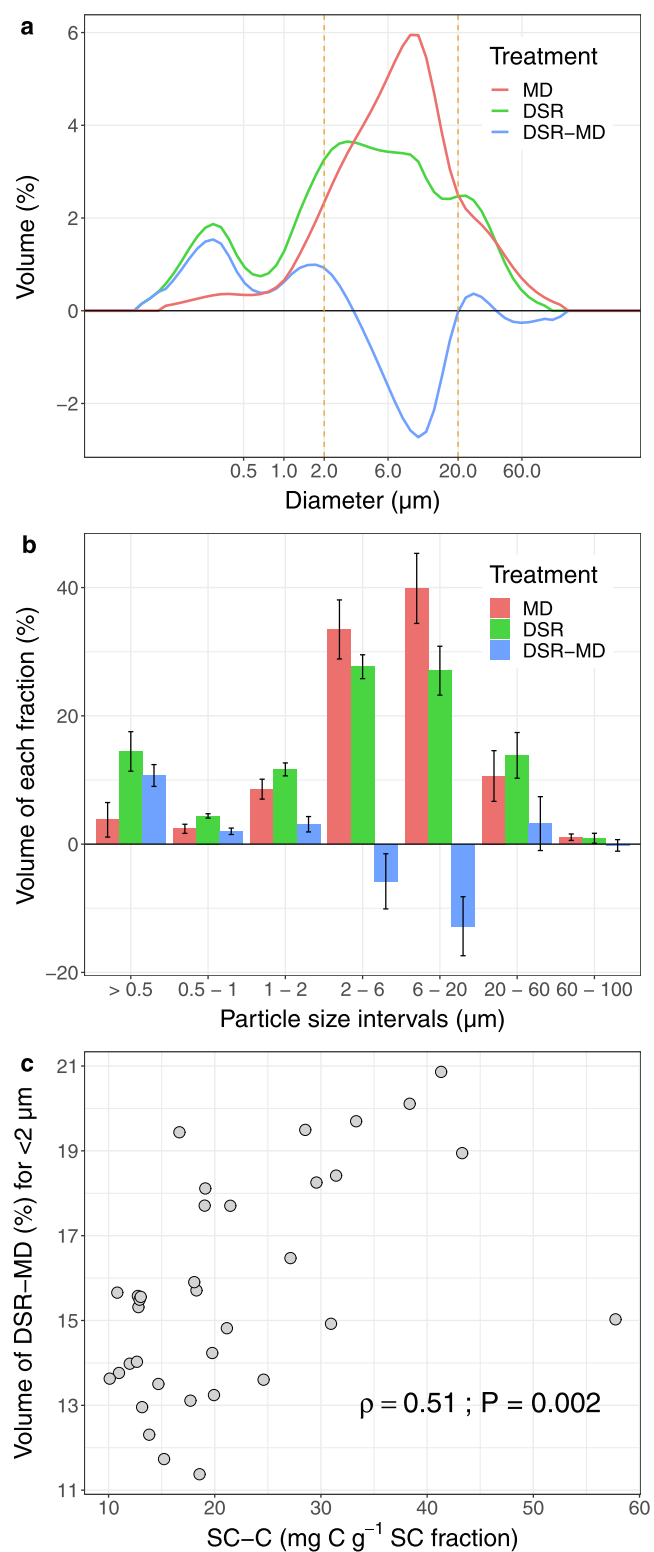 a
Volume (%)
6
4
2
0
−2
Treatment
MD
DSR
DSR−MD
0.5 1.0 2.0 6.0 20.0 60.0
Diameter (µm)
b
Volume of each fraction (%)
40
20
0
−20
Treatment
MD
DSR
DSR−MD
> 0.5 0.5 − 1 1 − 2 2 − 6 6 − 20 20 − 60 60 − 100
Particle size intervals (µm)
c
Volume of DSR−MD (%) for <2 µm
21
19
17
15
13
11
ρ = 0.51 ; P = 0.002
10 20 30 40 50 60
SC−C (mg C g⁻¹ SC fraction)